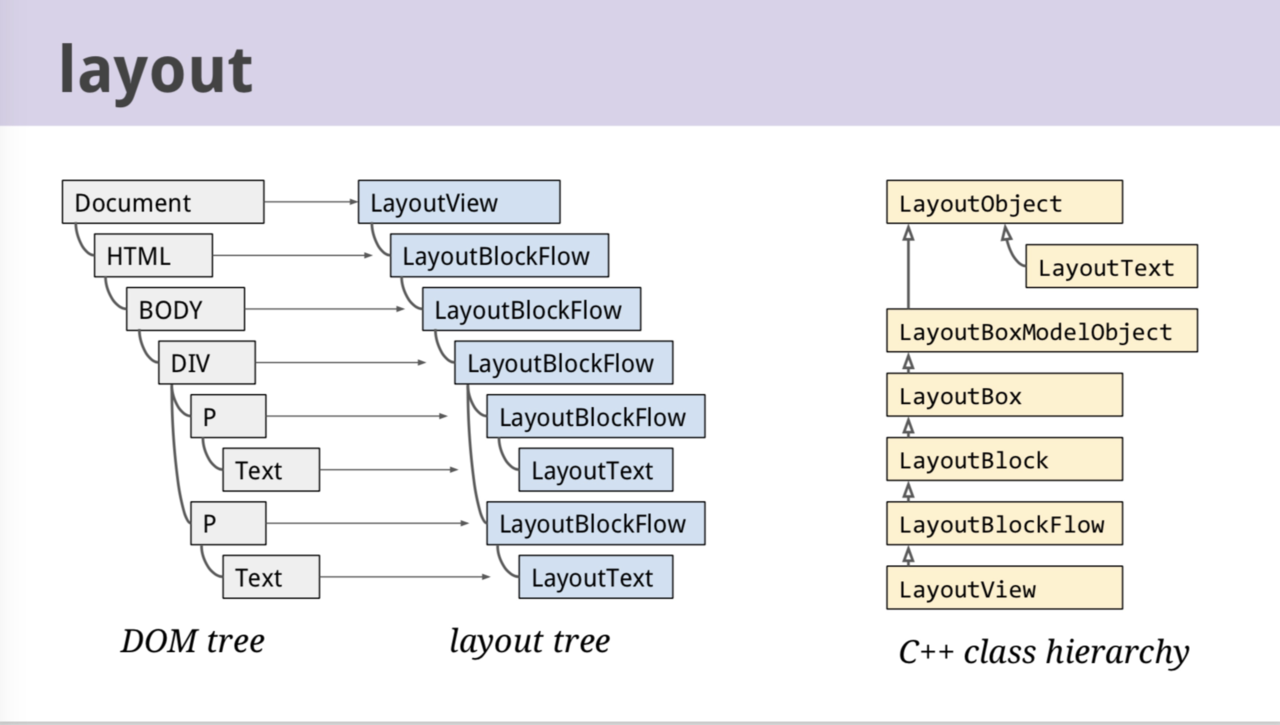 layout
Document
HTML
BODY
DIV
P
Text
P
Text
DOM tree
LayoutView
LayoutBlockFlow
LayoutBlockFlow
LayoutBlockFlow
LayoutBlockFlow
LayoutText
LayoutBlockFlow
LayoutText
layout tree
LayoutObject
LayoutText
LayoutBoxModelObject
LayoutBox
LayoutBlock
LayoutBlockFlow
LayoutView
C++ class hierarchy